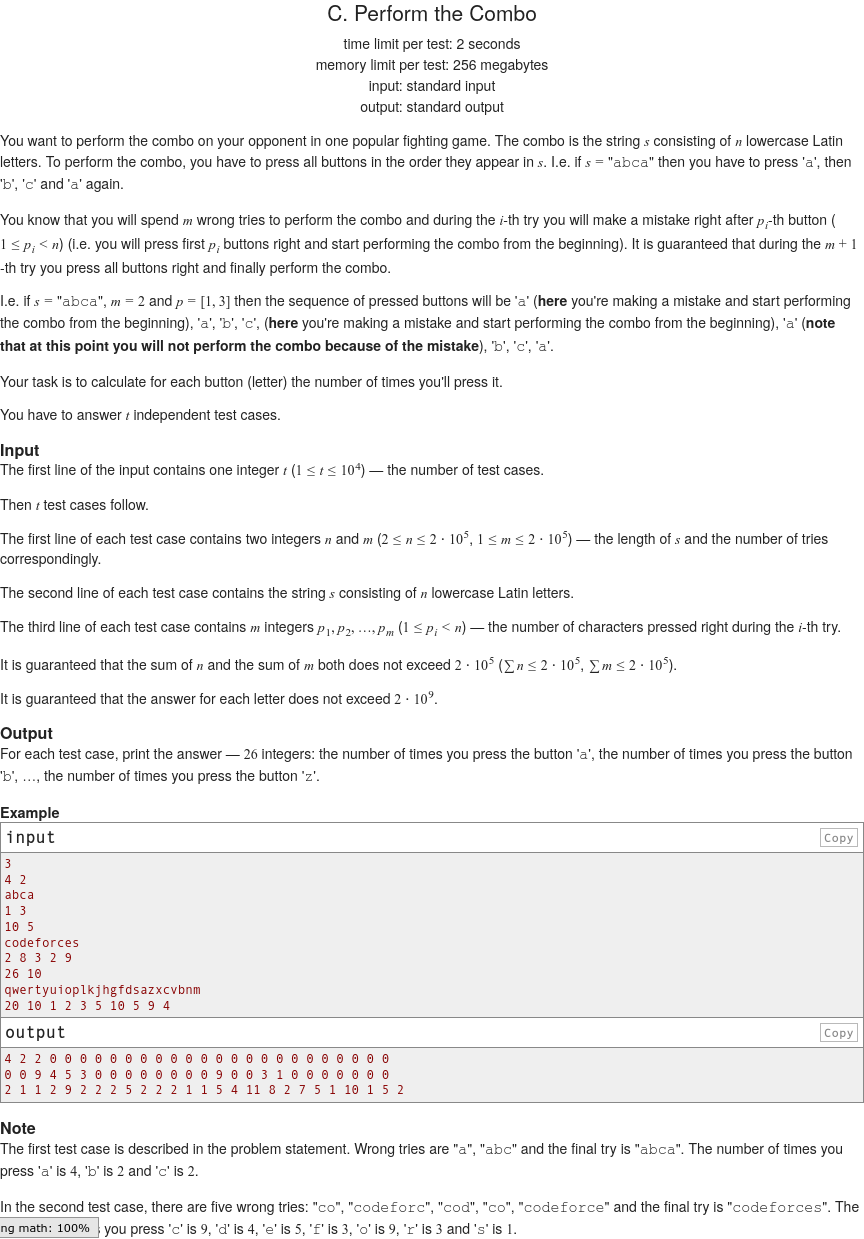 C. Perform the Combo
time limit per test: 2 seconds
memory limit per test: 256 megabytes
input: standard input
output: standard output
You want to perform the combo on your opponent in one popular fighting game. The combo is the string s consisting of n lowercase Latin
letters. To perform the combo, you have to press all buttons in the order they appear in s. I.e. if s = "abca" then you have to press 'a', then
'b', 'c' and 'a' again.
You know that you will spend m wrong tries to perform the combo and during the i-th try you will make a mistake right after p_i-th button (
1 ≤ p_i < n) (i.e. you will press first p_i buttons right and start performing the combo from the beginning). It is guaranteed that during the m + 1
-th try you press all buttons right and finally perform the combo.
I.e. if s = "abca", m = 2 and p = [1, 3] then the sequence of pressed buttons will be 'a' (here you're making a mistake and start performing
the combo from the beginning), 'a', 'b', 'c', (here you're making a mistake and start performing the combo from the beginning), 'a' (note
that at this point you will not perform the combo because of the mistake), 'b', 'c', 'a'.
Your task is to calculate for each button (letter) the number of times you'll press it.
You have to answer t independent test cases.
Input
The first line of the input contains one integer t (1 ≤ t ≤ 10^4) — the number of test cases.
Then t test cases follow.
The first line of each test case contains two integers n and m (2 ≤ n ≤ 2 · 10^5, 1 ≤ m ≤ 2 · 10^5) — the length of s and the number of tries
correspondingly.
The second line of each test case contains the string s consisting of n lowercase Latin letters.
The third line of each test case contains m integers p_1, p_2, …, p_m (1 ≤ p_i < n) — the number of characters pressed right during the i-th try.
It is guaranteed that the sum of n and the sum of m both does not exceed 2 · 10^5 (∑ n ≤ 2 · 10^5, ∑ m ≤ 2 · 10^5).
It is guaranteed that the answer for each letter does not exceed 2 · 10^9.
Output
For each test case, print the answer — 26 integers: the number of times you press the button 'a', the number of times you press the button
'b', …, the number of times you press the button 'z'.
Example
input Copy
3
4 2
abca
1 3
10 5
codeforces
2 8 3 2 9
26 10
qwertyuioplkjhgfdsazxcvbnm
20 10 1 2 3 5 10 5 9 4
output Copy
4 2 2 0 0 0 0 0 0 0 0 0 0 0 0 0 0 0 0 0 0 0 0 0 0 0
0 0 9 4 5 3 0 0 0 0 0 0 0 0 9 0 0 3 1 0 0 0 0 0 0 0
2 1 1 2 9 2 2 2 5 2 2 2 1 1 5 4 11 8 2 7 5 1 10 1 5 2
Note
The first test case is described in the problem statement. Wrong tries are "a", "abc" and the final try is "abca". The number of times you
press 'a' is 4, 'b' is 2 and 'c' is 2.
In the second test case, there are five wrong tries: "co", "codeforc", "cod", "co", "codeforce" and the final try is "codeforces". The
ng math: 100% you press 'c' is 9, 'd' is 4, 'e' is 5, 'f' is 3, 'o' is 9, 'r' is 3 and 's' is 1.